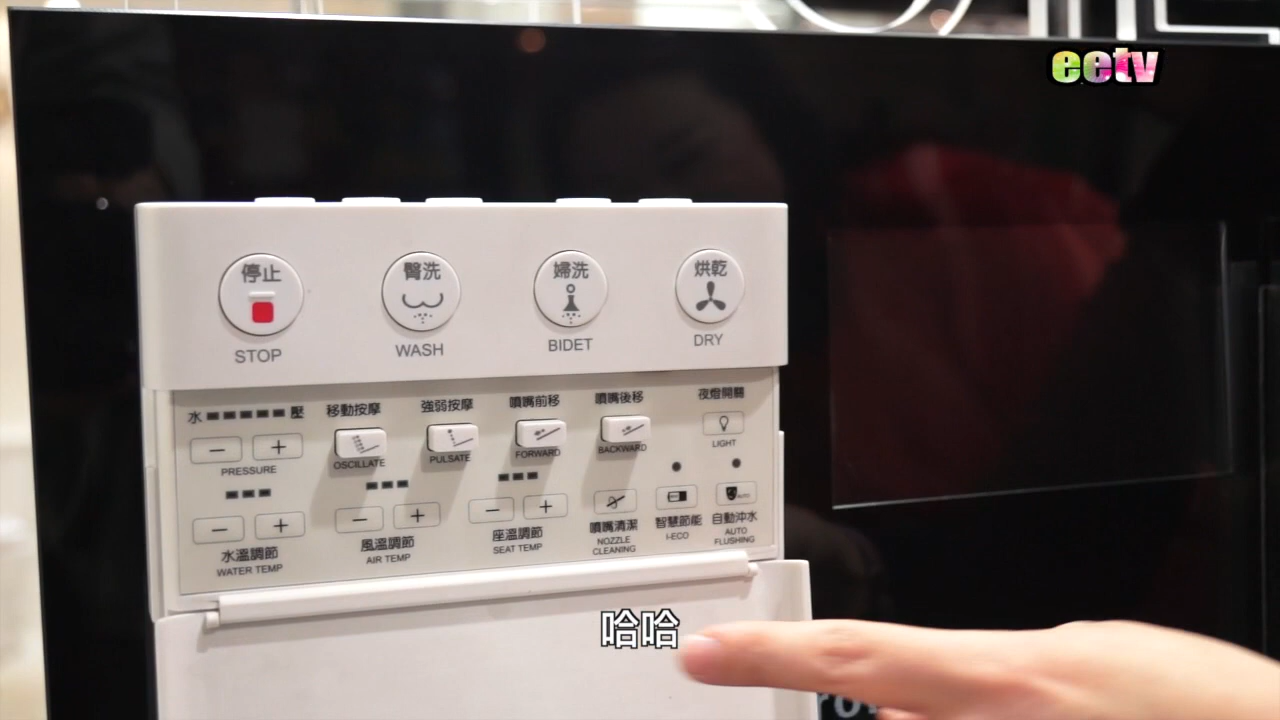 eetv
停止
STOP
臀洗
WASH
婦洗
BIDET
烘乾
DRY
水 壓
− +
PRESSURE
移動按摩
OSCILLATE
強弱按摩
PULSATE
噴嘴前移
FORWARD
噴嘴後移
BACKWARD
夜燈開關
LIGHT
− +
水溫調節
WATER TEMP
− +
風溫調節
AIR TEMP
− +
座溫調節
SEAT TEMP
噴嘴清潔
NOZZLE
CLEANING
智慧節能
I-ECO
AUTO
自動沖水
AUTO
FLUSHING
哈哈